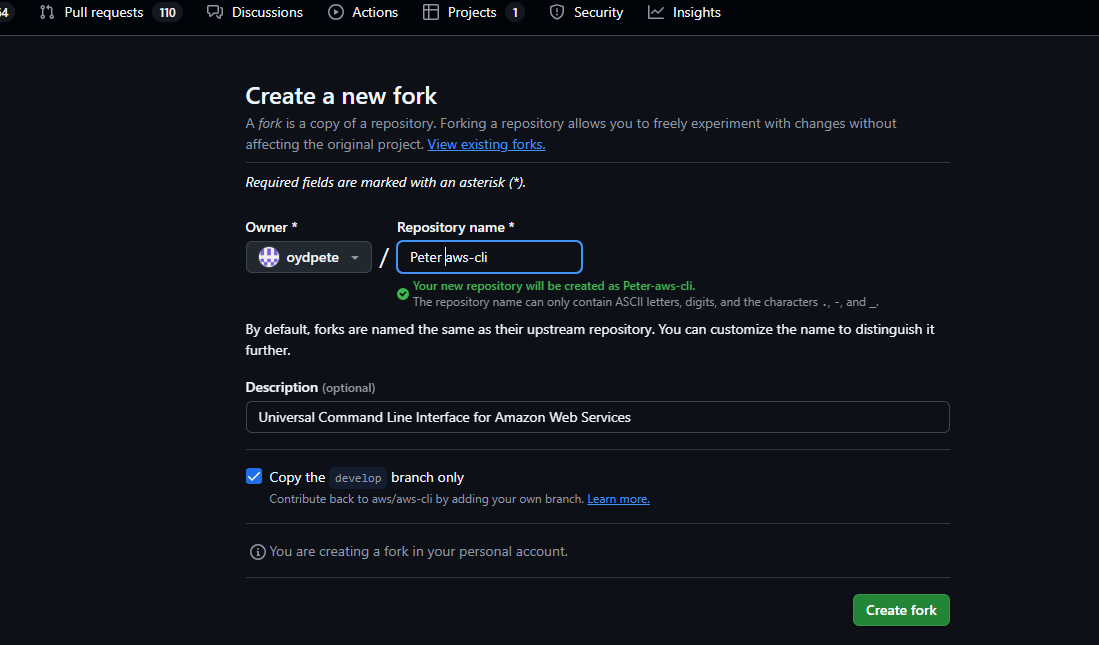 54 Pull requests 110 Discussions Actions Projects 1 Security Insights
Create a new fork
A fork is a copy of a repository. Forking a repository allows you to freely experiment with changes without
affecting the original project. View existing forks.
Required fields are marked with an asterisk (*).
Owner * Repository name *
oydpete / Peter aws-cli
Your new repository will be created as Peter-aws-cli.
The repository name can only contain ASCII letters, digits, and the characters ., -, and _.
By default, forks are named the same as their upstream repository. You can customize the name to distinguish it
further.
Description (optional)
Universal Command Line Interface for Amazon Web Services
Copy the develop branch only
Contribute back to aws/aws-cli by adding your own branch. Learn more.
You are creating a fork in your personal account.
Create fork